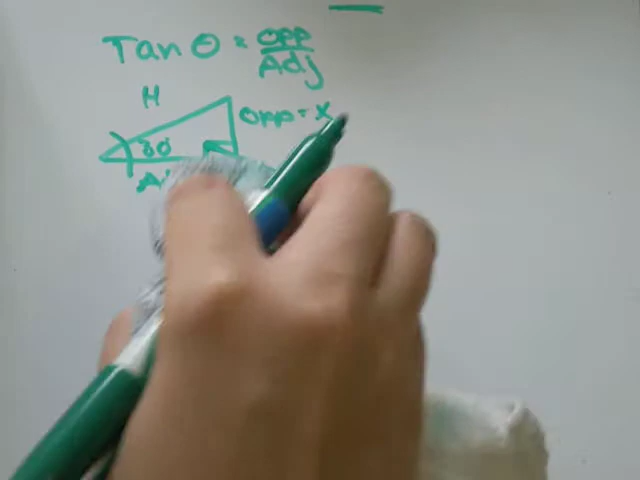 Tan θ = Opp
Adj
H
Opp = x
30